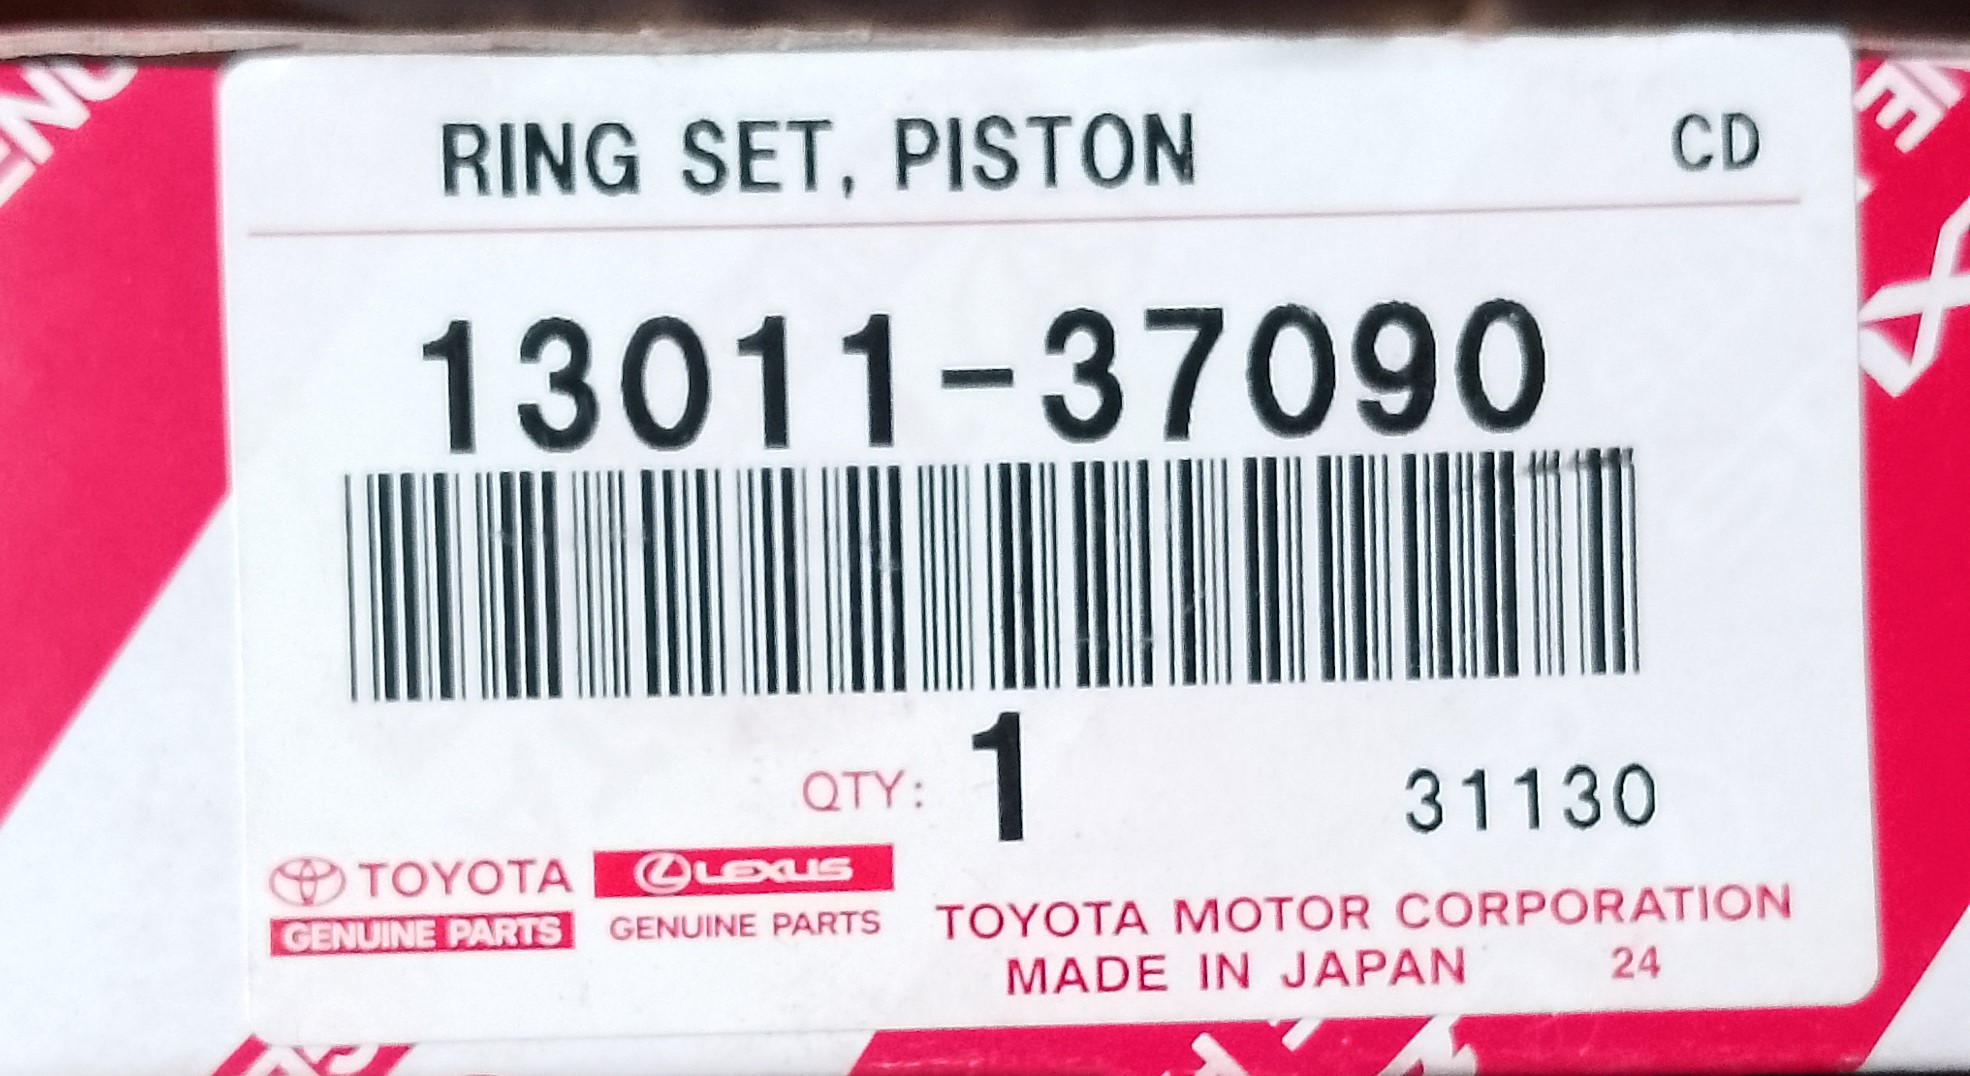 RING SET, PISTON CD
13011-37090
QTY: 1 31130
TOYOTA LEXUS
GENUINE PARTS GENUINE PARTS
TOYOTA MOTOR CORPORATION
MADE IN JAPAN 24